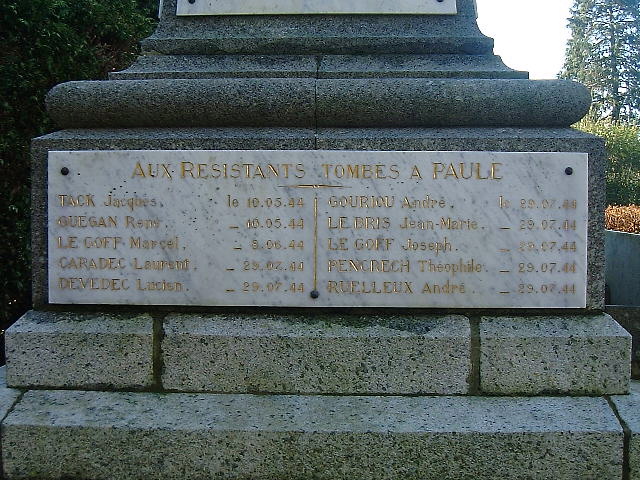 AUX RESISTANTS TOMBES A PAULE
TACK Jacques. le 10.05.44
GUEGAN René. _ 10.05.44
LE GOFF Marcel. _ 8.06.44
CARADEC Laurent. _ 29.07.44
DEVEDEC Lucien. _ 29.07.44
GOURIOU André. le 29.07.44
LE BRIS Jean-Marie. _ 29.07.44
LE GOFF Joseph. _ 29.07.44
PENCRECH Théophile. _ 29.07.44
RUELLEUX André. _ 29.07.44